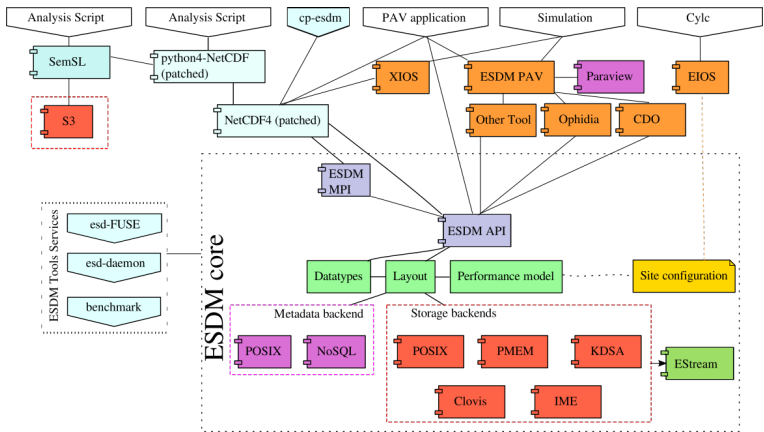 Analysis Script
Analysis Script
cp-esdm
PAV application
Simulation
Cylc
SemSL
python4-NetCDF
(patched)
XIOS
ESDM PAV
Paraview
EIOS
S3
NetCDF4 (patched)
Other Tool
Ophidia
CDO
ESDM
MPI
ESDM Tools Services
esd-FUSE
esd-daemon
benchmark
ESDM core
ESDM API
Datatypes
Layout
Performance model
Site configuration
Metadata backend
Storage backends
POSIX
NoSQL
POSIX
PMEM
KDSA
EStream
Clovis
IME